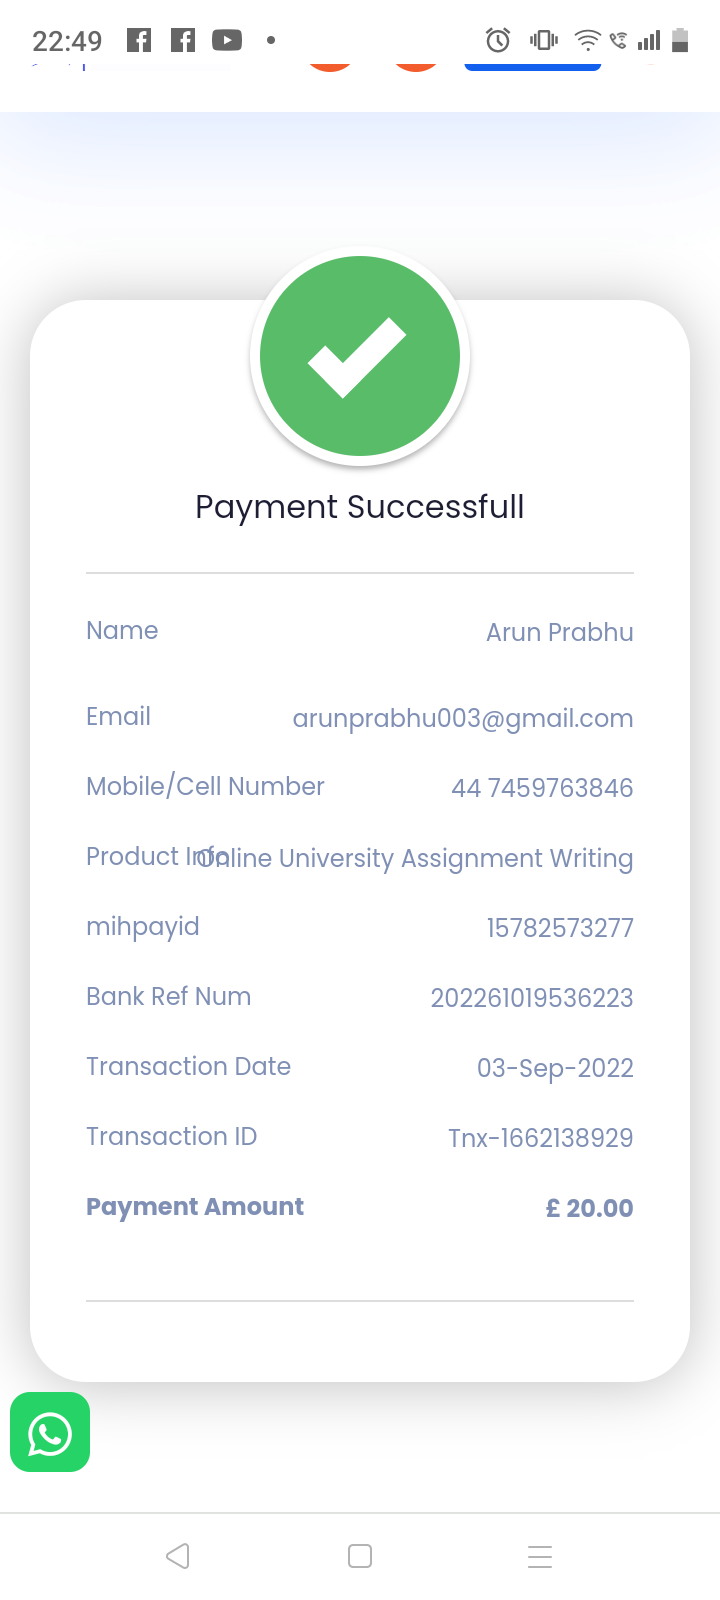 22:49
Payment Successfull
Name Arun Prabhu
Email arunprabhu003@gmail.com
Mobile/Cell Number 44 7459763846
Product Info Online University Assignment Writing
mihpayid 15782573277
Bank Ref Num 202261019536223
Transaction Date 03-Sep-2022
Transaction ID Tnx-1662138929
Payment Amount £ 20.00